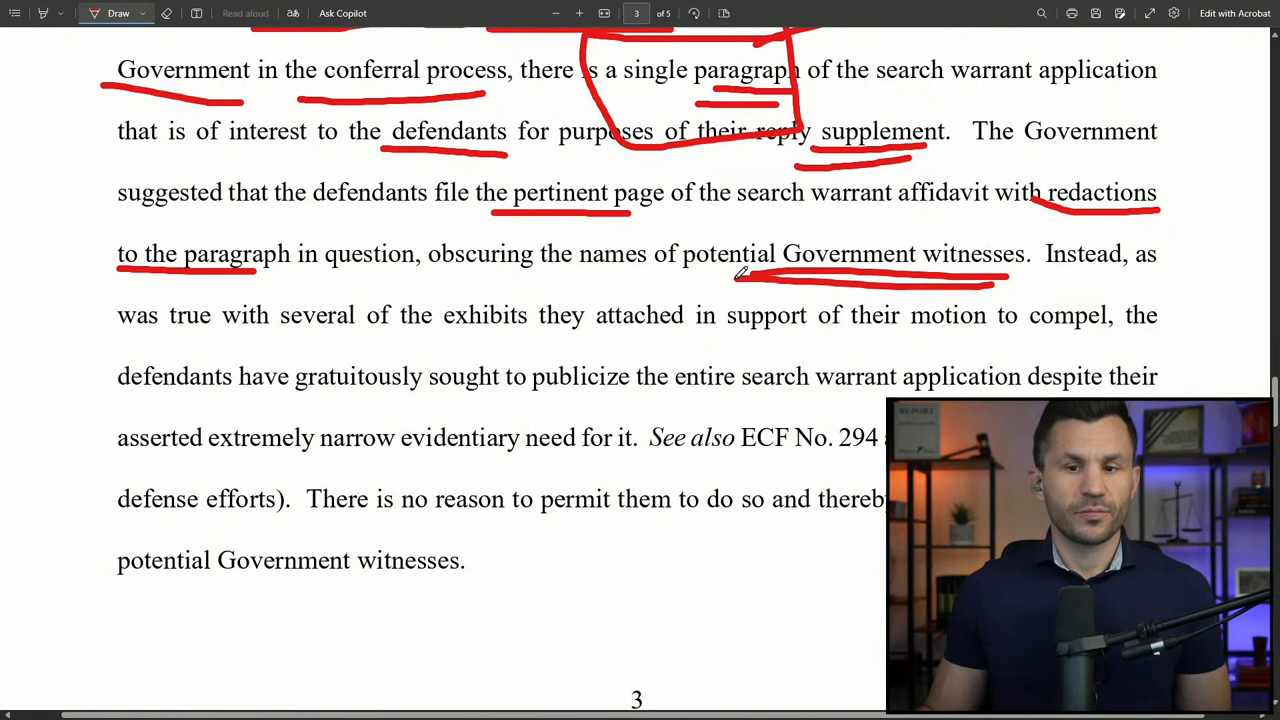 Draw
Read aloud
Ask Copilot
3 of 5
Edit with Acrobat
Government in the conferral process, there is a single paragraph of the search warrant application
that is of interest to the defendants for purposes of their reply supplement. The Government
suggested that the defendants file the pertinent page of the search warrant affidavit with redactions
to the paragraph in question, obscuring the names of potential Government witnesses. Instead, as
was true with several of the exhibits they attached in support of their motion to compel, the
defendants have gratuitously sought to publicize the entire search warrant application despite their
asserted extremely narrow evidentiary need for it. See also ECF No. 294
defense efforts). There is no reason to permit them to do so and thereby
potential Government witnesses.
3